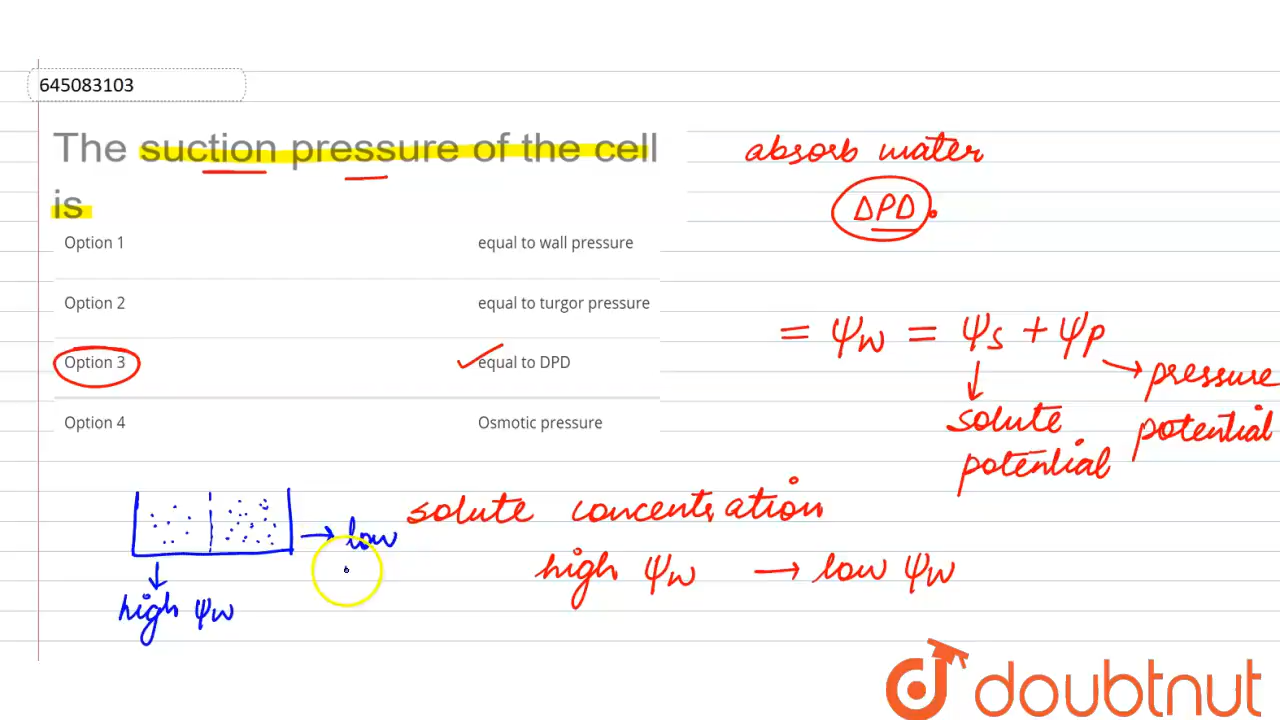 645083103
The suction pressure of the cell
is
Option 1 equal to wall pressure
Option 2 equal to turgor pressure
Option 3 equal to DPD
Option 4 Osmotic pressure
absorb water
DPD.
= ψw = ψs + ψp
solute
potential
pressure
potential
solute concentration
high ψw → low ψw
→ low
high ψw
doubtnut